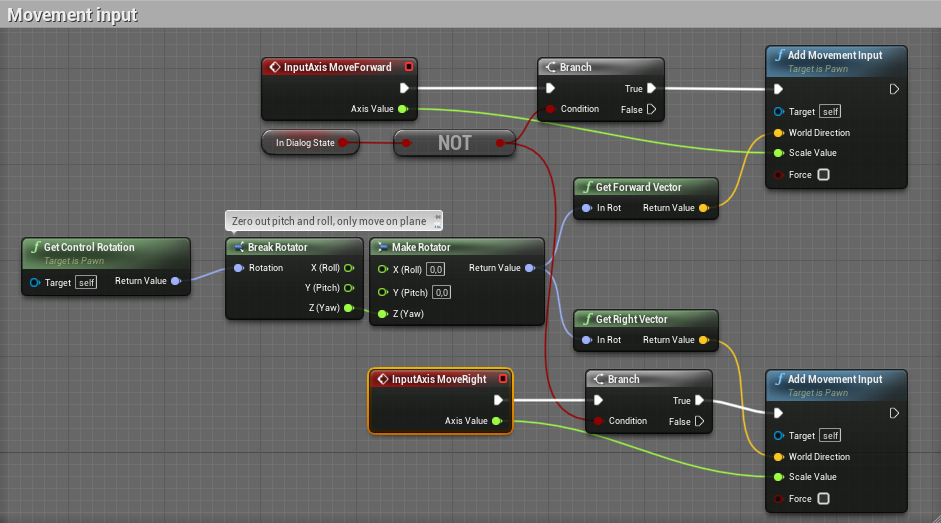 Movement input
InputAxis MoveForward
Axis Value
Branch
True
Condition
False
Add Movement Input
Target is Pawn
Target self
World Direction
Scale Value
Force
In Dialog State
NOT
Get Forward Vector
In Rot Return Value
Zero out pitch and roll, only move on plane
Get Control Rotation
Target is Pawn
Target self Return Value
Break Rotator
Rotation X (Roll)
Y (Pitch)
Z (Yaw)
Make Rotator
X (Roll) 0,0 Return Value
Y (Pitch) 0,0
Z (Yaw)
Get Right Vector
In Rot Return Value
InputAxis MoveRight
Axis Value
Branch
True
Condition False
Add Movement Input
Target is Pawn
Target self
World Direction
Scale Value
Force